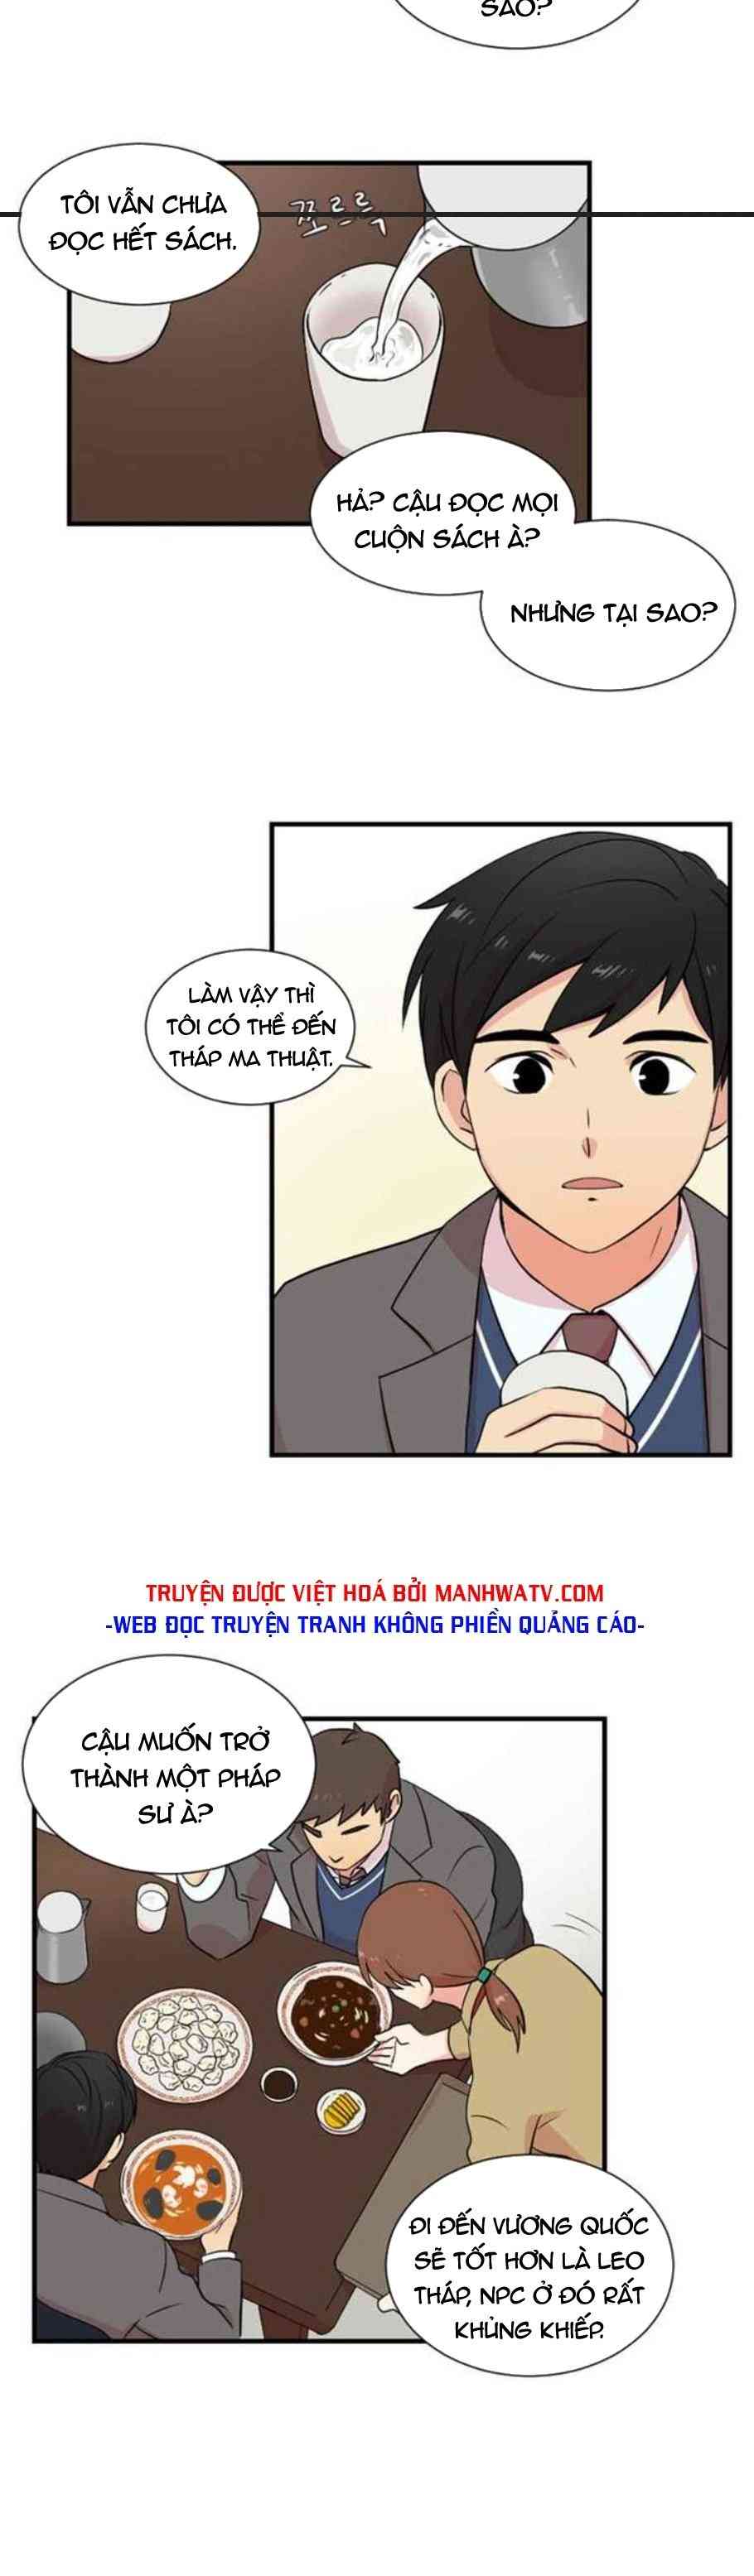 SAO?
TÔI VẪN CHƯA
ĐỌC HẾT SÁCH.
쪼르륵
HẢ? CẬU ĐỌC MỌI
CUỘN SÁCH À?
NHƯNG TẠI SAO?
LÀM VẬY THÌ
TÔI CÓ THỂ ĐẾN
THÁP MA THUẬT.
TRUYỆN ĐƯỢC VIỆT HOÁ BỞI MANHWATV.COM
-WEB ĐỌC TRUYỆN TRANH KHÔNG PHIỀN QUẢNG CÁO-
CẬU MUỐN TRỞ
THÀNH MỘT PHÁP
SƯ À?
ĐI ĐẾN VƯƠNG QUỐC
SẼ TỐT HƠN LÀ LEO
THÁP, NPC Ở ĐÓ RẤT
KHỦNG KHIẾP.